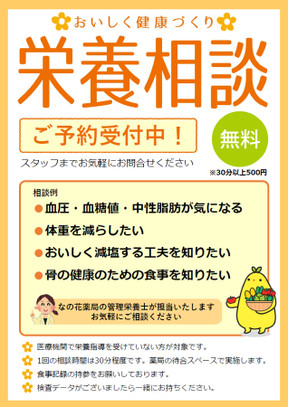 おいしく健康づくり
栄養相談
ご予約受付中！
無料
スタッフまでお気軽にお問合せください
※30分以上500円
相談例
●血圧・血糖値・中性脂肪が気になる
●体重を減らしたい
●おいしく減塩する工夫を知りたい
●骨の健康のための食事を知りたい
なの花薬局の管理栄養士が担当いたします
お気軽にご相談ください
医療機関で栄養指導を受けていない方が対象です。
1回の相談時間は30分程度です。薬局の待合スペースで実施します。
食事記録の持参をお願いしております。
検査データがございましたら一緒にお持ちください。